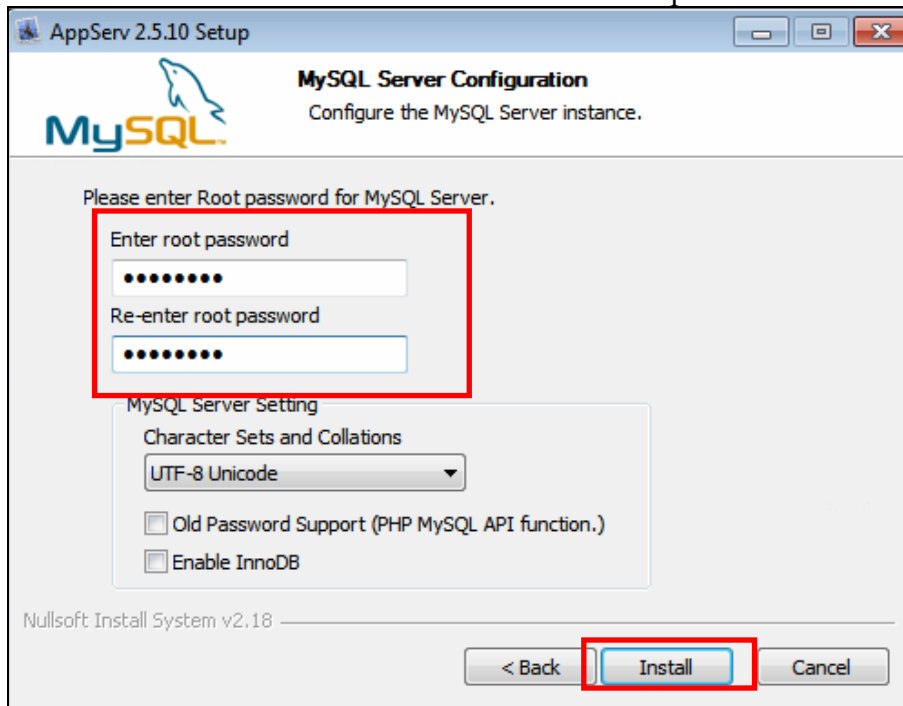 AppServ 2.5.10 Setup
MySQL Server Configuration
Configure the MySQL Server instance.
MySQL
Please enter Root password for MySQL Server.
Enter root password
••••••••
Re-enter root password
••••••••
MySQL Server Setting
Character Sets and Collations
UTF-8 Unicode
Old Password Support (PHP MySQL API function.)
Enable InnoDB
Nullsoft Install System v2.18
< Back Install Cancel